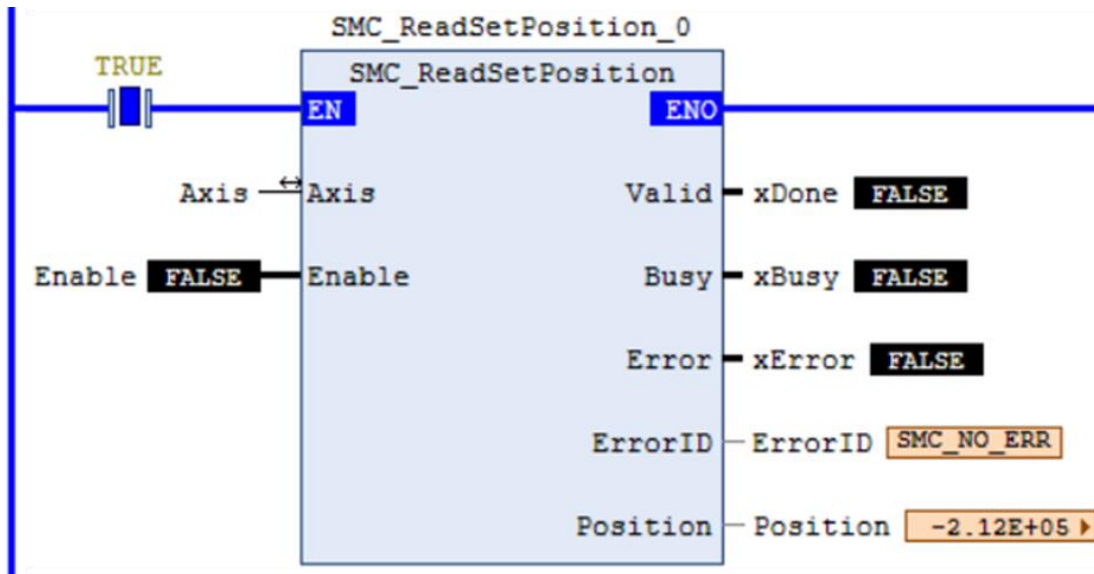 SMC_ReadSetPosition_0
TRUE
SMC_ReadSetPosition
EN ENO
Axis Axis Valid xDone FALSE
Enable FALSE Enable Busy xBusy FALSE
Error xError FALSE
ErrorID ErrorID SMC_NO_ERR
Position Position -2.12E+05